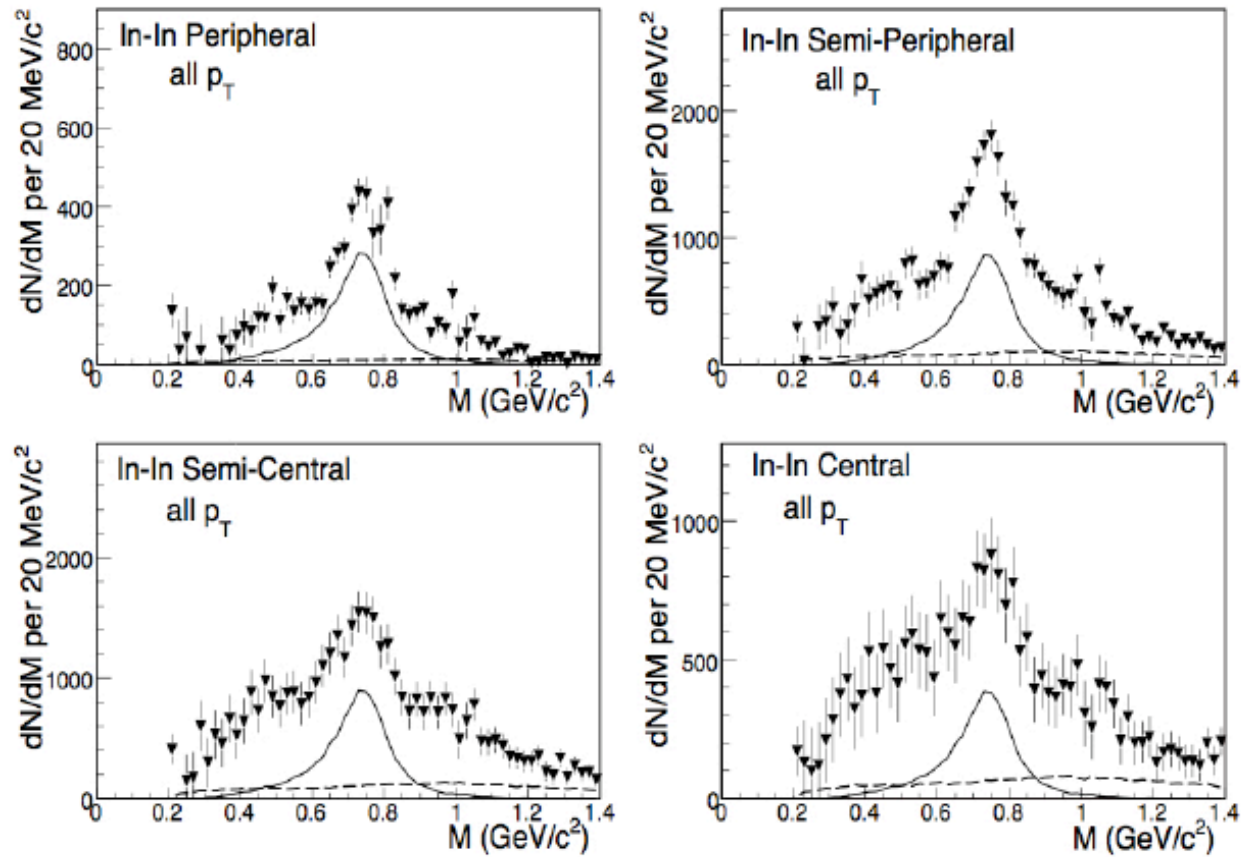 In-In Peripheral
all p_T
dN/dM per 20 MeV/c²
800
600
400
200
0
0 0.2 0.4 0.6 0.8 1 1.2 1.4
M (GeV/c²)
In-In Semi-Peripheral
all p_T
dN/dM per 20 MeV/c²
2000
1000
0
0 0.2 0.4 0.6 0.8 1 1.2 1.4
M (GeV/c²)
In-In Semi-Central
all p_T
dN/dM per 20 MeV/c²
2000
1000
0
0 0.2 0.4 0.6 0.8 1 1.2 1.4
M (GeV/c²)
In-In Central
all p_T
dN/dM per 20 MeV/c²
1000
500
0
0 0.2 0.4 0.6 0.8 1 1.2 1.4
M (GeV/c²)